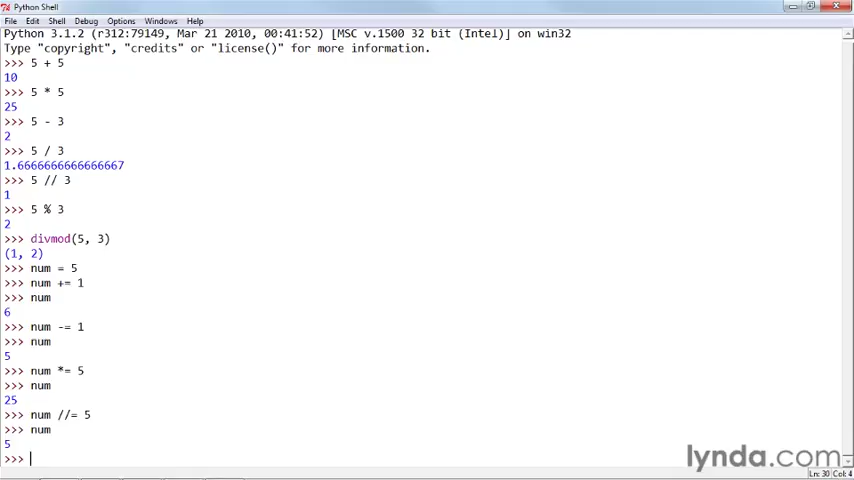 Python Shell
File Edit Shell Debug Options Windows Help
Python 3.1.2 (r312:79149, Mar 21 2010, 00:41:52) [MSC v.1500 32 bit (Intel)] on win32
Type "copyright", "credits" or "license()" for more information.
>>> 5 + 5
10
>>> 5 * 5
25
>>> 5 - 3
2
>>> 5 / 3
1.6666666666666667
>>> 5 // 3
1
>>> 5 % 3
2
>>> divmod(5, 3)
(1, 2)
>>> num = 5
>>> num += 1
>>> num
6
>>> num -= 1
>>> num
5
>>> num *= 5
>>> num
25
>>> num //= 5
>>> num
5
>>>
lynda.com
Ln: 30 Col: 4